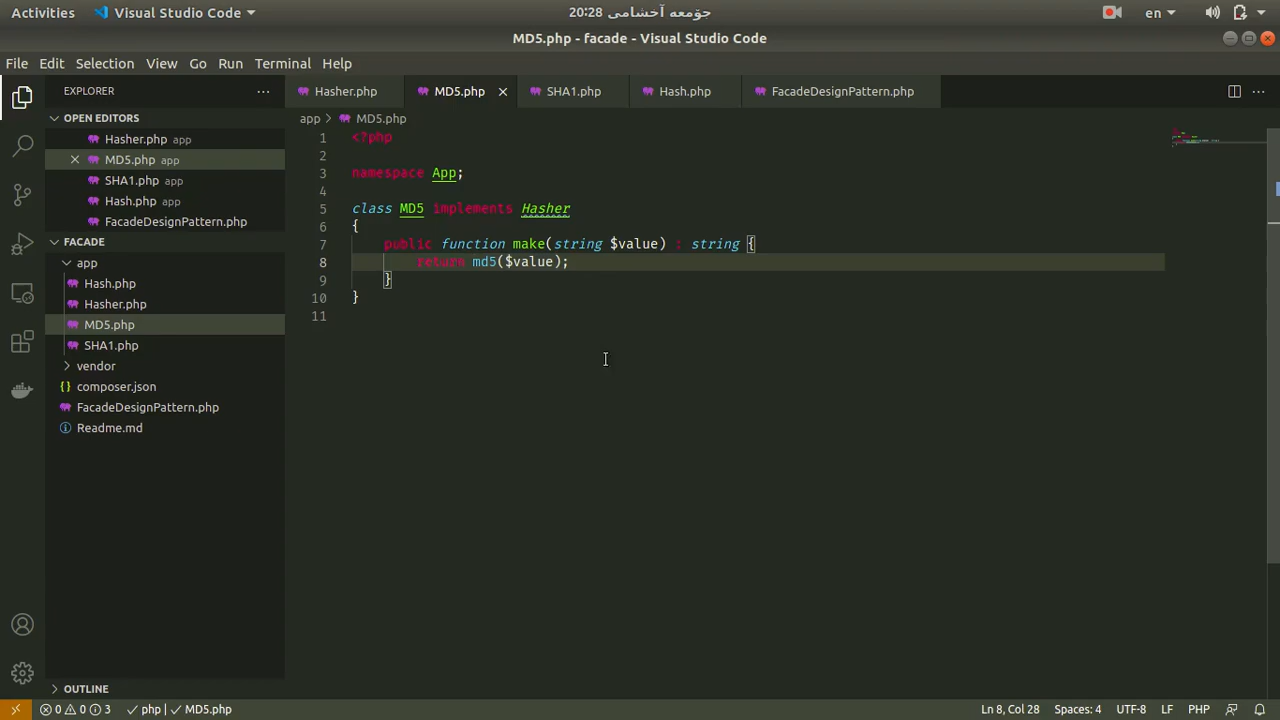 Activities
Visual Studio Code
جۆمعه آخشامی 20:28
en
MD5.php - facade - Visual Studio Code
File Edit Selection View Go Run Terminal Help
EXPLORER
Hasher.php
MD5.php
SHA1.php
Hash.php
FacadeDesignPattern.php
OPEN EDITORS
Hasher.php app
MD5.php app
SHA1.php app
Hash.php app
FacadeDesignPattern.php
FACADE
app
Hash.php
Hasher.php
MD5.php
SHA1.php
vendor
composer.json
FacadeDesignPattern.php
Readme.md
OUTLINE
app > MD5.php
1 <?php
2
3 namespace App;
4
5 class MD5 implements Hasher
6 {
7     public function make(string $value) : string {
8         return md5($value);
9     }
10 }
11
0 0 3
php | MD5.php
Ln 8, Col 28
Spaces: 4
UTF-8
LF
PHP